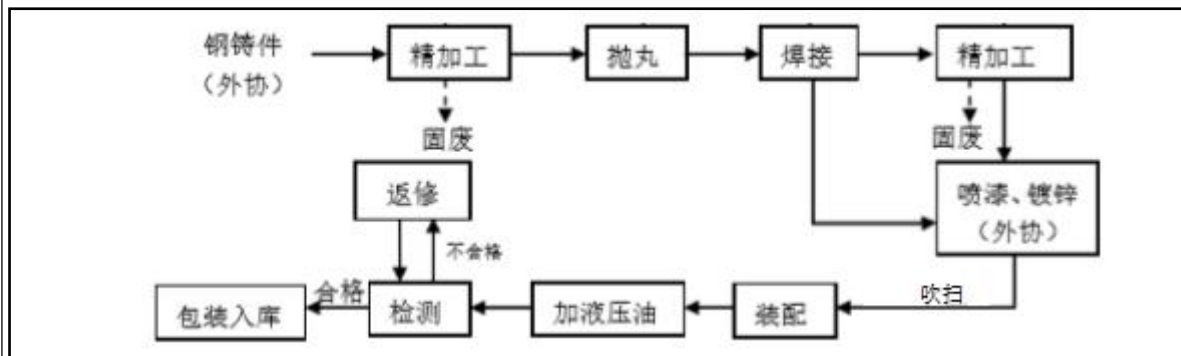 钢铸件
（外协）
精加工
抛丸
焊接
精加工
固废
固废
返修
喷漆、镀锌
（外协）
不合格
合格
吹扫
包装入库
检测
加液压油
装配